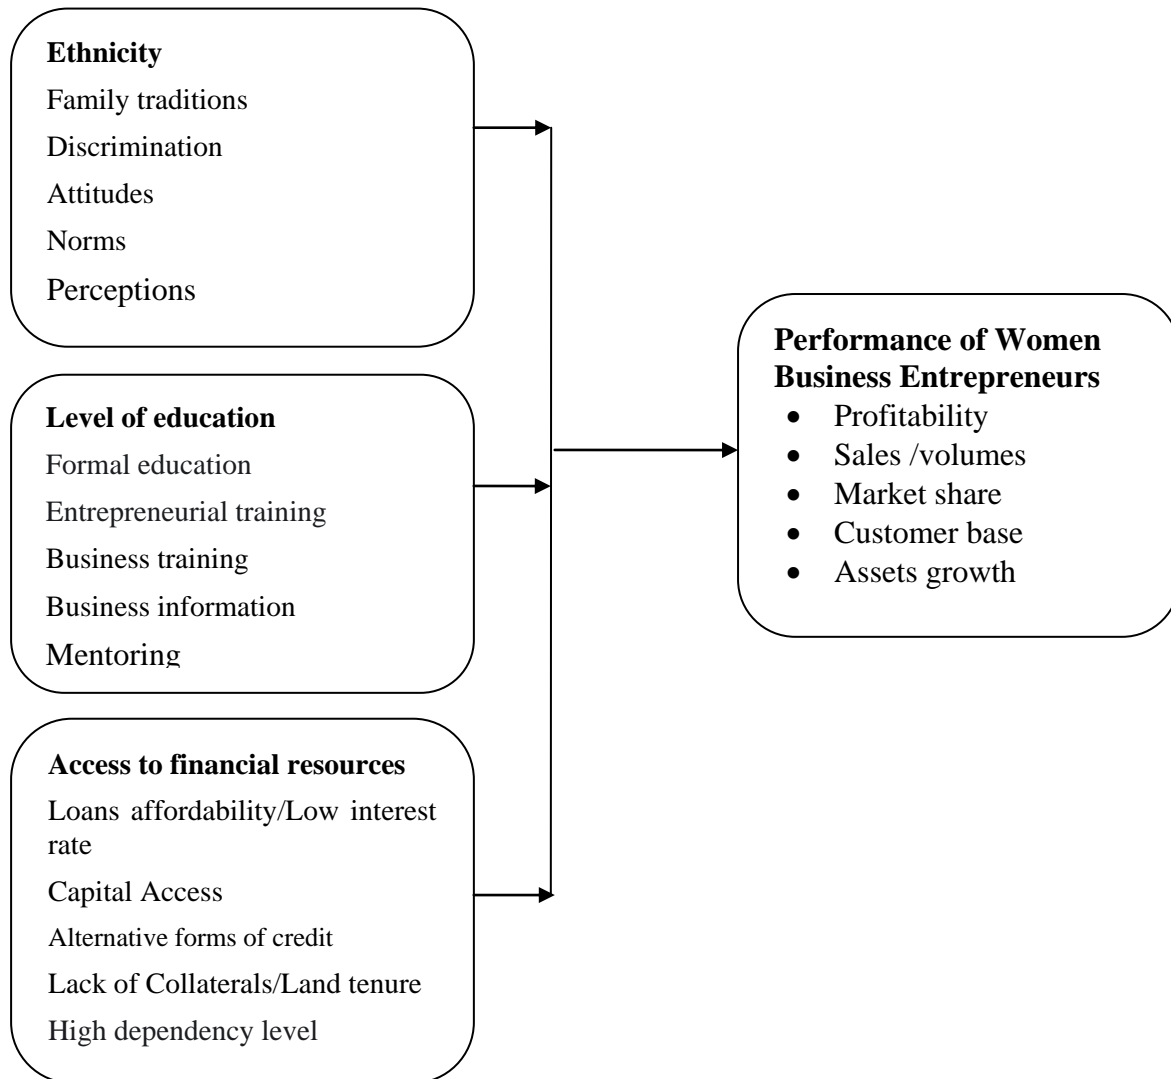 Ethnicity
Family traditions
Discrimination
Attitudes
Norms
Perceptions
Level of education
Formal education
Entrepreneurial training
Business training
Business information
Mentoring
Access to financial resources
Loans affordability/Low interest
rate
Capital Access
Alternative forms of credit
Lack of Collaterals/Land tenure
High dependency level
Performance of Women
Business Entrepreneurs
• Profitability
• Sales /volumes
• Market share
• Customer base
• Assets growth